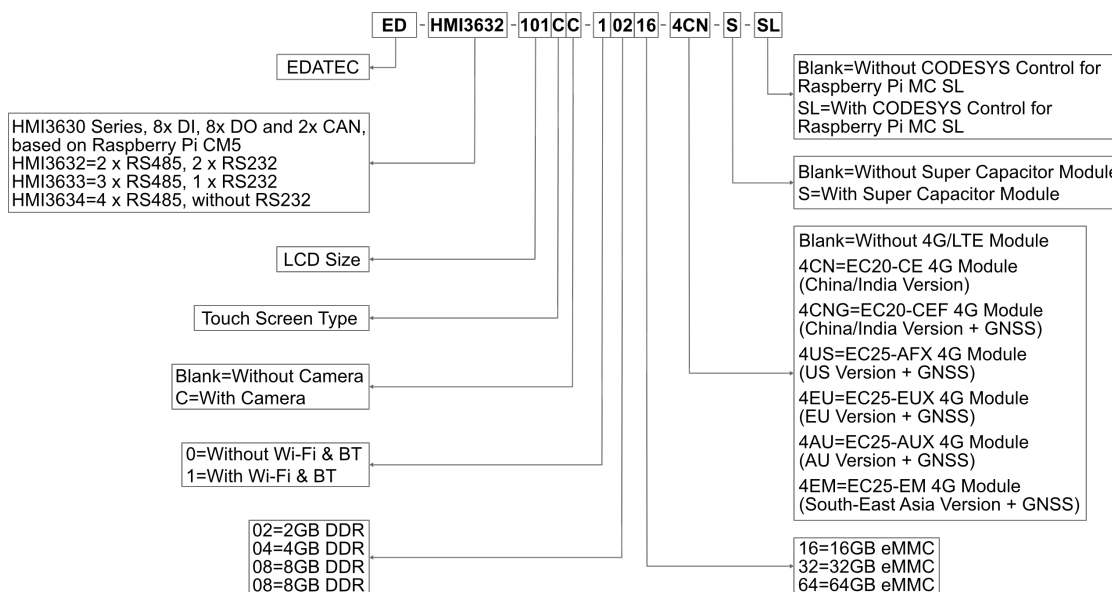 ED - HMI3632 - 101 C C - 1 02 16 - 4CN - S - SL
EDATEC
HMI3630 Series, 8x DI, 8x DO and 2x CAN,
based on Raspberry Pi CM5
HMI3632=2 x RS485, 2 x RS232
HMI3633=3 x RS485, 1 x RS232
HMI3634=4 x RS485, without RS232
LCD Size
Touch Screen Type
Blank=Without Camera
C=With Camera
0=Without Wi-Fi & BT
1=With Wi-Fi & BT
02=2GB DDR
04=4GB DDR
08=8GB DDR
08=8GB DDR
Blank=Without CODESYS Control for
Raspberry Pi MC SL
SL=With CODESYS Control for
Raspberry Pi MC SL
Blank=Without Super Capacitor Module
S=With Super Capacitor Module
Blank=Without 4G/LTE Module
4CN=EC20-CE 4G Module
(China/India Version)
4CNG=EC20-CEF 4G Module
(China/India Version + GNSS)
4US=EC25-AFX 4G Module
(US Version + GNSS)
4EU=EC25-EUX 4G Module
(EU Version + GNSS)
4AU=EC25-AUX 4G Module
(AU Version + GNSS)
4EM=EC25-EM 4G Module
(South-East Asia Version + GNSS)
16=16GB eMMC
32=32GB eMMC
64=64GB eMMC